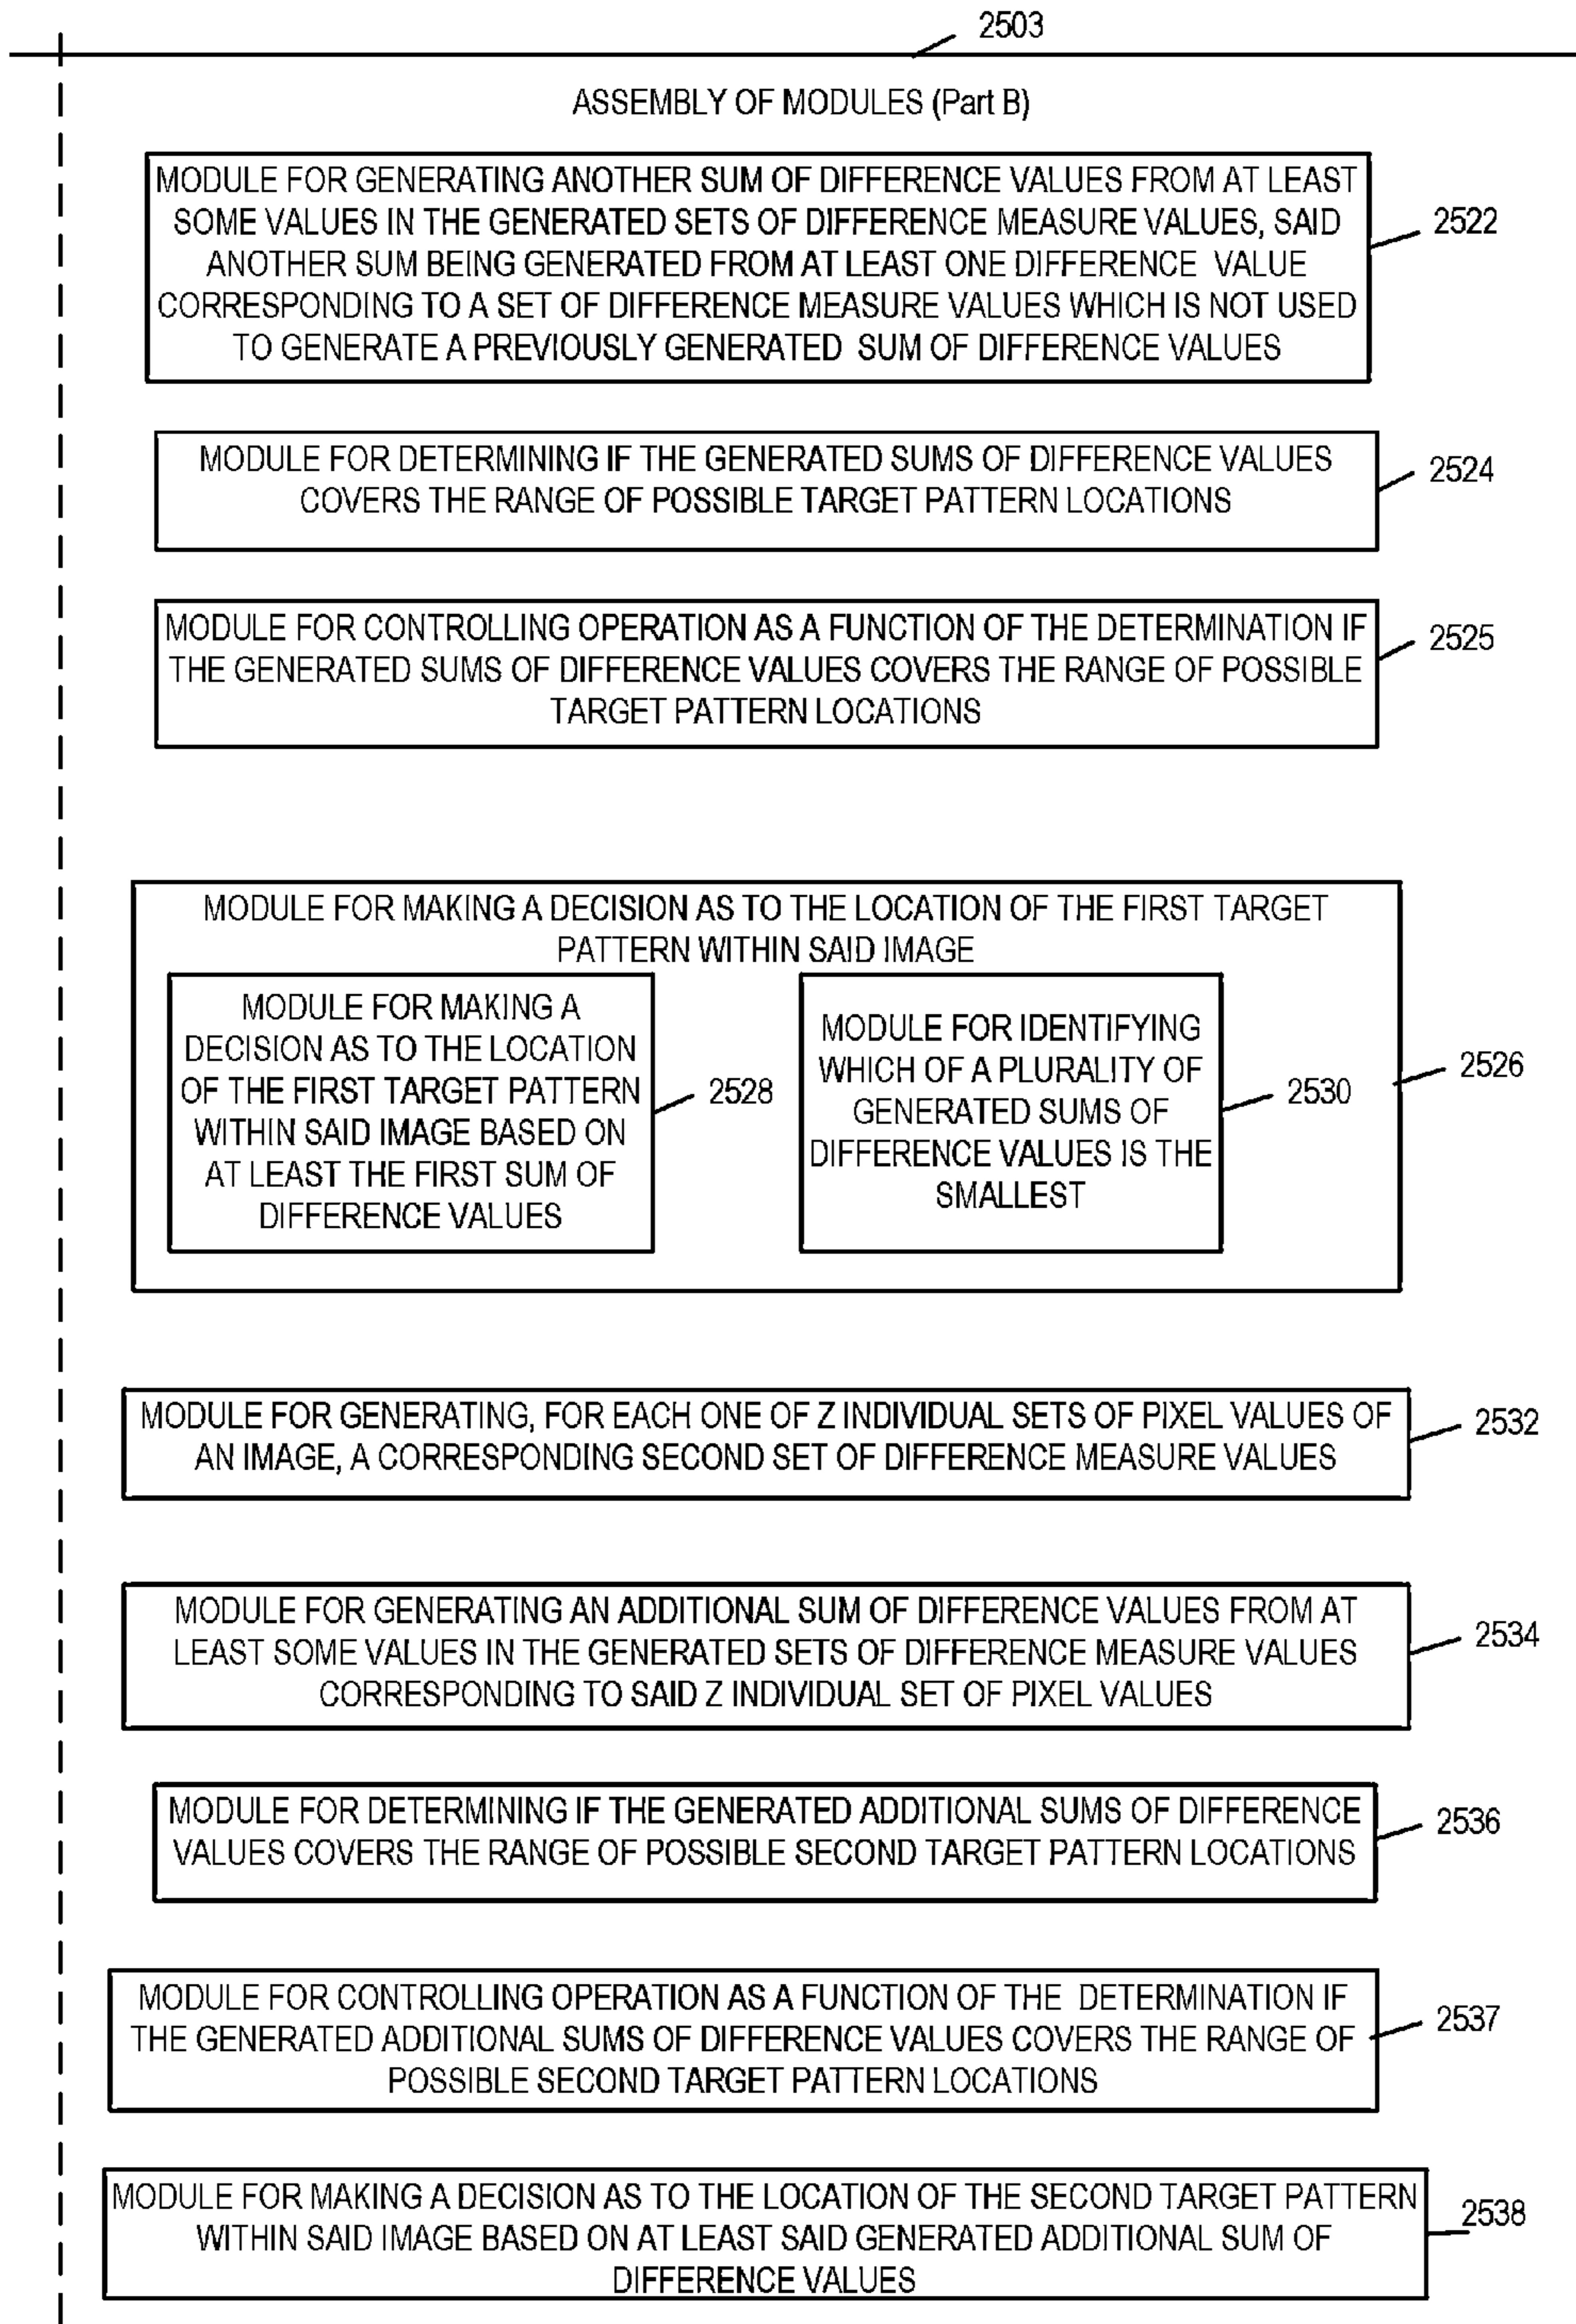 2503
ASSEMBLY OF MODULES (Part B)
MODULE FOR GENERATING ANOTHER SUM OF DIFFERENCE VALUES FROM AT LEAST
SOME VALUES IN THE GENERATED SETS OF DIFFERENCE MEASURE VALUES, SAID
ANOTHER SUM BEING GENERATED FROM AT LEAST ONE DIFFERENCE VALUE
CORRESPONDING TO A SET OF DIFFERENCE MEASURE VALUES WHICH IS NOT USED
TO GENERATE A PREVIOUSLY GENERATED SUM OF DIFFERENCE VALUES
2522
MODULE FOR DETERMINING IF THE GENERATED SUMS OF DIFFERENCE VALUES
COVERS THE RANGE OF POSSIBLE TARGET PATTERN LOCATIONS
2524
MODULE FOR CONTROLLING OPERATION AS A FUNCTION OF THE DETERMINATION IF
THE GENERATED SUMS OF DIFFERENCE VALUES COVERS THE RANGE OF POSSIBLE
TARGET PATTERN LOCATIONS
2525
MODULE FOR MAKING A DECISION AS TO THE LOCATION OF THE FIRST TARGET
PATTERN WITHIN SAID IMAGE
MODULE FOR MAKING A
DECISION AS TO THE LOCATION
OF THE FIRST TARGET PATTERN
WITHIN SAID IMAGE BASED ON
AT LEAST THE FIRST SUM OF
DIFFERENCE VALUES
2528
MODULE FOR IDENTIFYING
WHICH OF A PLURALITY OF
GENERATED SUMS OF
DIFFERENCE VALUES IS THE
SMALLEST
2530
2526
MODULE FOR GENERATING, FOR EACH ONE OF Z INDIVIDUAL SETS OF PIXEL VALUES OF
AN IMAGE, A CORRESPONDING SECOND SET OF DIFFERENCE MEASURE VALUES
2532
MODULE FOR GENERATING AN ADDITIONAL SUM OF DIFFERENCE VALUES FROM AT
LEAST SOME VALUES IN THE GENERATED SETS OF DIFFERENCE MEASURE VALUES
CORRESPONDING TO SAID Z INDIVIDUAL SET OF PIXEL VALUES
2534
MODULE FOR DETERMINING IF THE GENERATED ADDITIONAL SUMS OF DIFFERENCE
VALUES COVERS THE RANGE OF POSSIBLE SECOND TARGET PATTERN LOCATIONS
2536
MODULE FOR CONTROLLING OPERATION AS A FUNCTION OF THE DETERMINATION IF
THE GENERATED ADDITIONAL SUMS OF DIFFERENCE VALUES COVERS THE RANGE OF
POSSIBLE SECOND TARGET PATTERN LOCATIONS
2537
MODULE FOR MAKING A DECISION AS TO THE LOCATION OF THE SECOND TARGET PATTERN
WITHIN SAID IMAGE BASED ON AT LEAST SAID GENERATED ADDITIONAL SUM OF
DIFFERENCE VALUES
2538